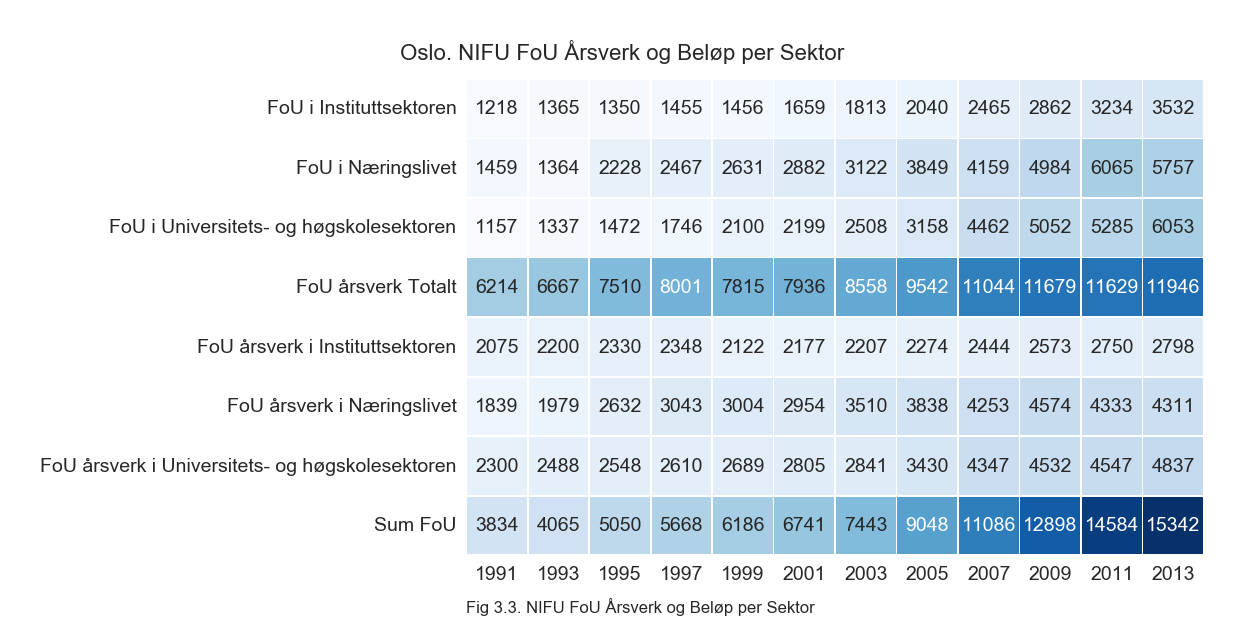 Oslo. NIFU FoU Årsverk og Beløp per Sektor
FoU i Instituttsektoren 1218 1365 1350 1455 1456 1659 1813 2040 2465 2862 3234 3532
FoU i Næringslivet 1459 1364 2228 2467 2631 2882 3122 3849 4159 4984 6065 5757
FoU i Universitets- og høgskolesektoren 1157 1337 1472 1746 2100 2199 2508 3158 4462 5052 5285 6053
FoU årsverk Totalt 6214 6667 7510 8001 7815 7936 8558 9542 11044 11679 11629 11946
FoU årsverk i Instituttsektoren 2075 2200 2330 2348 2122 2177 2207 2274 2444 2573 2750 2798
FoU årsverk i Næringslivet 1839 1979 2632 3043 3004 2954 3510 3838 4253 4574 4333 4311
FoU årsverk i Universitets- og høgskolesektoren 2300 2488 2548 2610 2689 2805 2841 3430 4347 4532 4547 4837
Sum FoU 3834 4065 5050 5668 6186 6741 7443 9048 11086 12898 14584 15342
1991 1993 1995 1997 1999 2001 2003 2005 2007 2009 2011 2013
Fig 3.3. NIFU FoU Årsverk og Beløp per Sektor